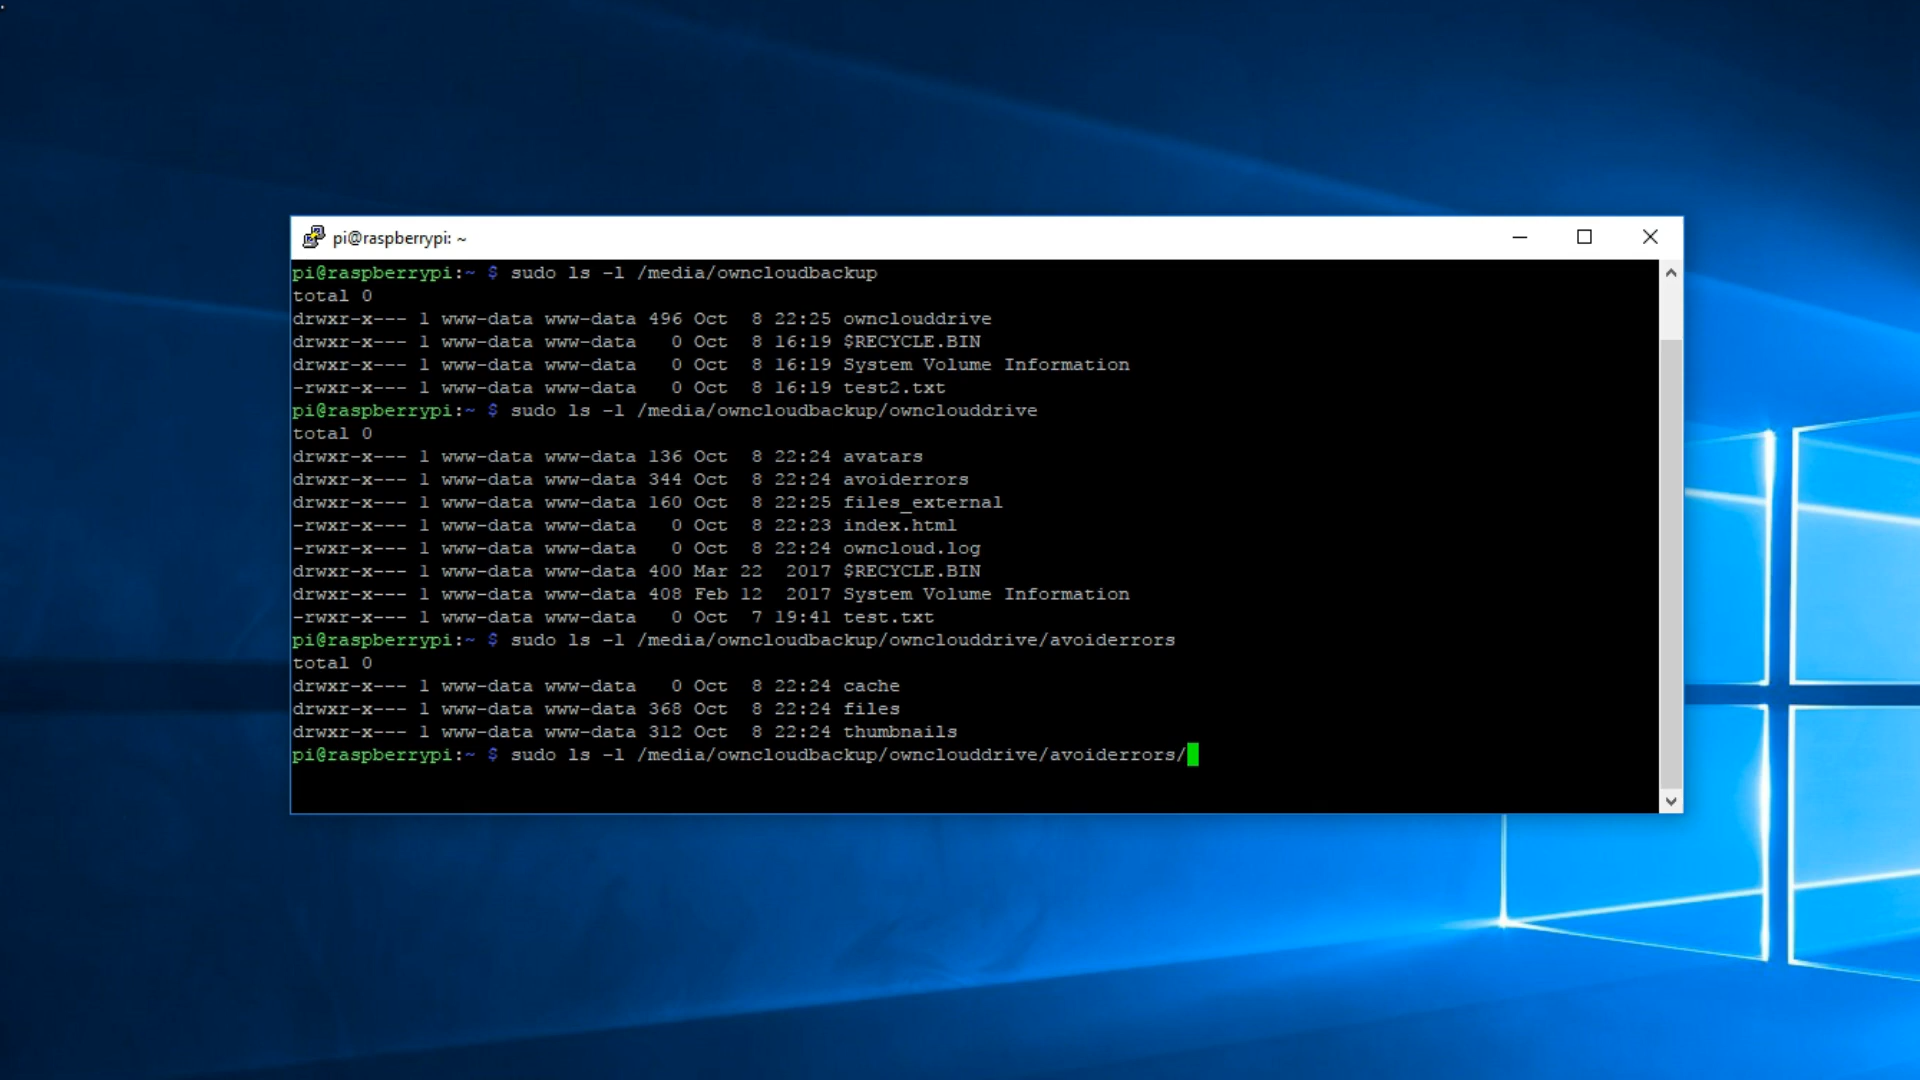 pi@raspberrypi: ~
pi@raspberrypi:~ $ sudo ls -l /media/owncloudbackup
total 0
drwxr-x--- 1 www-data www-data 496 Oct  8 22:25 ownclouddrive
drwxr-x--- 1 www-data www-data   0 Oct  8 16:19 $RECYCLE.BIN
drwxr-x--- 1 www-data www-data   0 Oct  8 16:19 System Volume Information
-rwxr-x--- 1 www-data www-data   0 Oct  8 16:19 test2.txt
pi@raspberrypi:~ $ sudo ls -l /media/owncloudbackup/ownclouddrive
total 0
drwxr-x--- 1 www-data www-data 136 Oct  8 22:24 avatars
drwxr-x--- 1 www-data www-data 344 Oct  8 22:24 avoiderrors
drwxr-x--- 1 www-data www-data 160 Oct  8 22:25 files_external
-rwxr-x--- 1 www-data www-data   0 Oct  8 22:23 index.html
-rwxr-x--- 1 www-data www-data   0 Oct  8 22:24 owncloud.log
drwxr-x--- 1 www-data www-data 400 Mar 22  2017 $RECYCLE.BIN
drwxr-x--- 1 www-data www-data 408 Feb 12  2017 System Volume Information
-rwxr-x--- 1 www-data www-data   0 Oct  7 19:41 test.txt
pi@raspberrypi:~ $ sudo ls -l /media/owncloudbackup/ownclouddrive/avoiderrors
total 0
drwxr-x--- 1 www-data www-data   0 Oct  8 22:24 cache
drwxr-x--- 1 www-data www-data 368 Oct  8 22:24 files
drwxr-x--- 1 www-data www-data 312 Oct  8 22:24 thumbnails
pi@raspberrypi:~ $ sudo ls -l /media/owncloudbackup/ownclouddrive/avoiderrors/